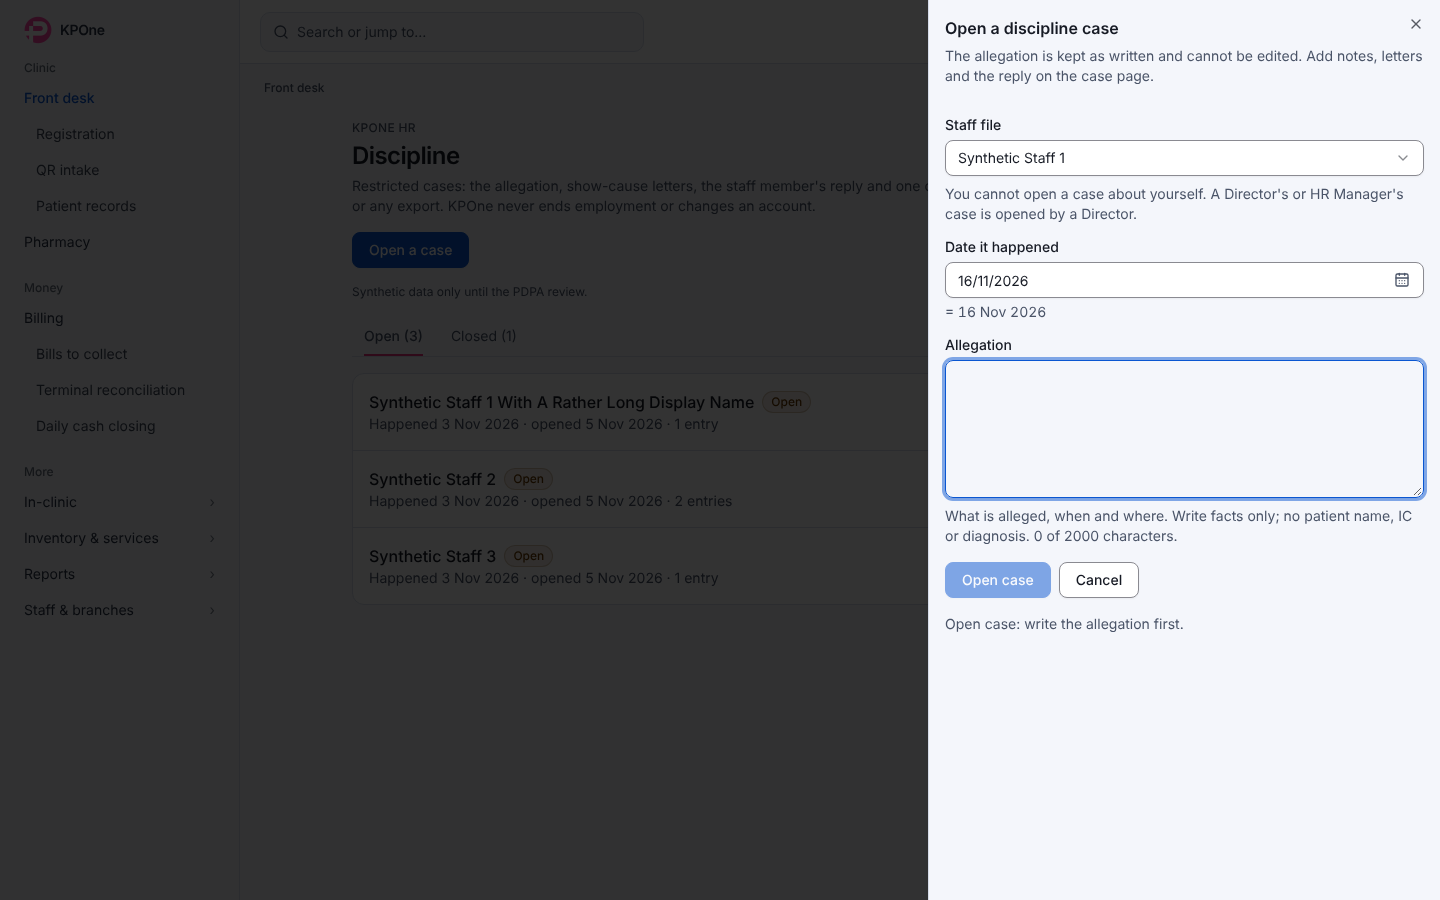 KPOne
Clinic
Front desk
Registration
QR intake
Patient records
Pharmacy
Money
Billing
Bills to collect
Terminal reconciliation
Daily cash closing
More
In-clinic
Inventory & services
Reports
Staff & branches
Search or jump to...
Front desk
KPONE HR
Discipline
Restricted cases: the allegation, show-cause letters, the staff member's reply and one
or any export. KPOne never ends employment or changes an account.
Open a case
Synthetic data only until the PDPA review.
Open (3)
Closed (1)
Synthetic Staff 1 With A Rather Long Display Name Open
Happened 3 Nov 2026 · opened 5 Nov 2026 · 1 entry
Synthetic Staff 2 Open
Happened 3 Nov 2026 · opened 5 Nov 2026 · 2 entries
Synthetic Staff 3 Open
Happened 3 Nov 2026 · opened 5 Nov 2026 · 1 entry
Open a discipline case
The allegation is kept as written and cannot be edited. Add notes, letters
and the reply on the case page.
Staff file
Synthetic Staff 1
You cannot open a case about yourself. A Director's or HR Manager's
case is opened by a Director.
Date it happened
16/11/2026
= 16 Nov 2026
Allegation
What is alleged, when and where. Write facts only; no patient name, IC
or diagnosis. 0 of 2000 characters.
Open case
Cancel
Open case: write the allegation first.